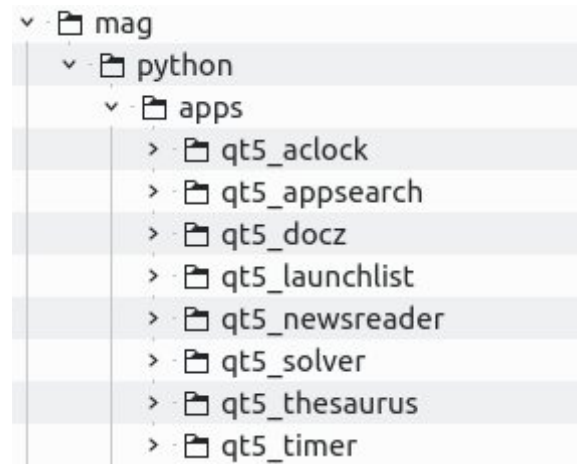 mag
python
apps
qt5_aclock
qt5_appsearch
qt5_docz
qt5_launchlist
qt5_newsreader
qt5_solver
qt5_thesaurus
qt5_timer